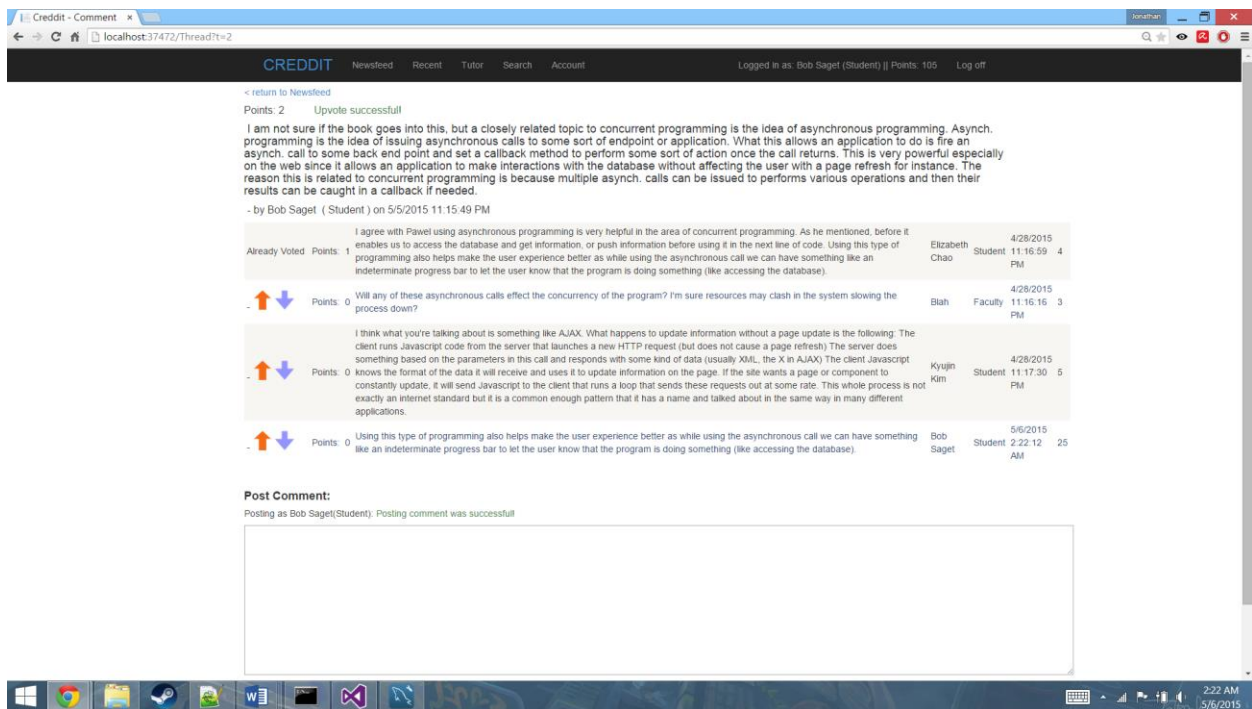 Creddit - Comment
Jonathan
localhost:37472/Thread?t=2
CREDDIT Newsfeed Recent Tutor Search Account Logged in as: Bob Saget (Student) || Points: 105 Log off
< return to Newsfeed
Points: 2 Upvote successful!
I am not sure if the book goes into this, but a closely related topic to concurrent programming is the idea of asynchronous programming. Asynch.
programming is the idea of issuing asynchronous calls to some sort of endpoint or application. What this allows an application to do is fire an
asynch. call to some back end point and set a callback method to perform some sort of action once the call returns. This is very powerful especially
on the web since it allows an application to make interactions with the database without affecting the user with a page refresh for instance. The
reason this is related to concurrent programming is because multiple asynch. calls can be issued to performs various operations and then their
results can be caught in a callback if needed.
- by Bob Saget ( Student ) on 5/5/2015 11:15:49 PM
Already Voted Points: 1
I agree with Pawel using asynchronous programming is very helpful in the area of concurrent programming. As he mentioned, before it
enables us to access the database and get information, or push information before using it in the next line of code. Using this type of
programming also helps make the user experience better as while using the asynchronous call we can have something like an
indeterminate progress bar to let the user know that the program is doing something (like accessing the database).
Elizabeth
Chao
Student
4/28/2015
11:16:59
PM
4
- Points: 0
Will any of these asynchronous calls effect the concurrency of the program? I'm sure resources may clash in the system slowing the
process down?
Blah
Faculty
4/28/2015
11:16:16
PM
3
- Points: 0
I think what you're talking about is something like AJAX. What happens to update information without a page update is the following: The
client runs Javascript code from the server that launches a new HTTP request (but does not cause a page refresh) The server does
something based on the parameters in this call and responds with some kind of data (usually XML, the X in AJAX) The client Javascript
knows the format of the data it will receive and uses it to update information on the page. If the site wants a page or component to
constantly update, it will send Javascript to the client that runs a loop that sends these requests out at some rate. This whole process is not
exactly an internet standard but it is a common enough pattern that it has a name and talked about in the same way in many different
applications.
Kyujin
Kim
Student
4/28/2015
11:17:30
PM
5
- Points: 0
Using this type of programming also helps make the user experience better as while using the asynchronous call we can have something
like an indeterminate progress bar to let the user know that the program is doing something (like accessing the database).
Bob
Saget
Student
5/6/2015
2:22:12
AM
25
Post Comment:
Posting as Bob Saget(Student): Posting comment was successful!
2:22 AM
5/6/2015